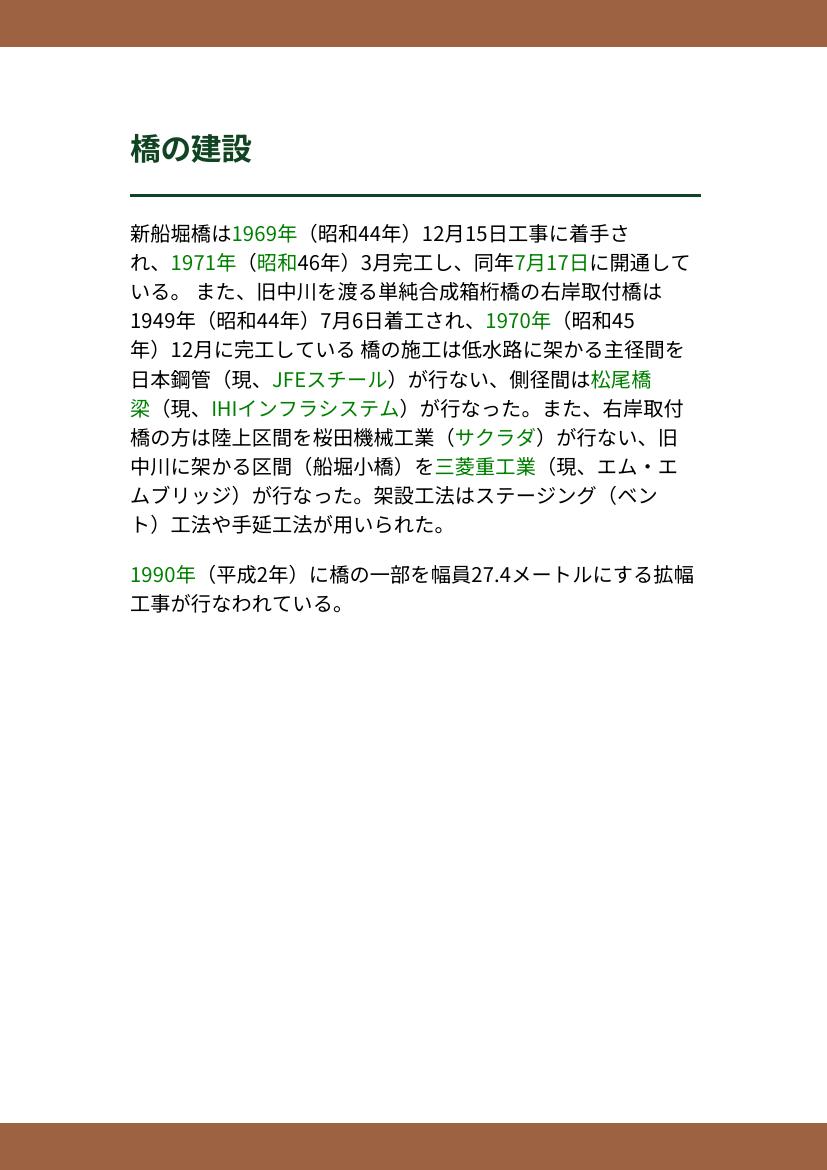 橋の建設
新船堀橋は1969年（昭和44年）12月15日工事に着手さ
れ、1971年（昭和46年）3月完工し、同年7月17日に開通して
いる。 また、旧中川を渡る単純合成箱桁橋の右岸取付橋は
1949年（昭和44年）7月6日着工され、1970年（昭和45
年）12月に完工している 橋の施工は低水路に架かる主径間を
日本鋼管（現、JFEスチール）が行ない、側径間は松尾橋
梁（現、IHIインフラシステム）が行なった。また、右岸取付
橋の方は陸上区間を桜田機械工業（サクラダ）が行ない、旧
中川に架かる区間（船堀小橋）を三菱重工業（現、エム・エ
ムブリッジ）が行なった。架設工法はステージング（ベン
ト）工法や手延工法が用いられた。
1990年（平成2年）に橋の一部を幅員27.4メートルにする拡幅
工事が行なわれている。